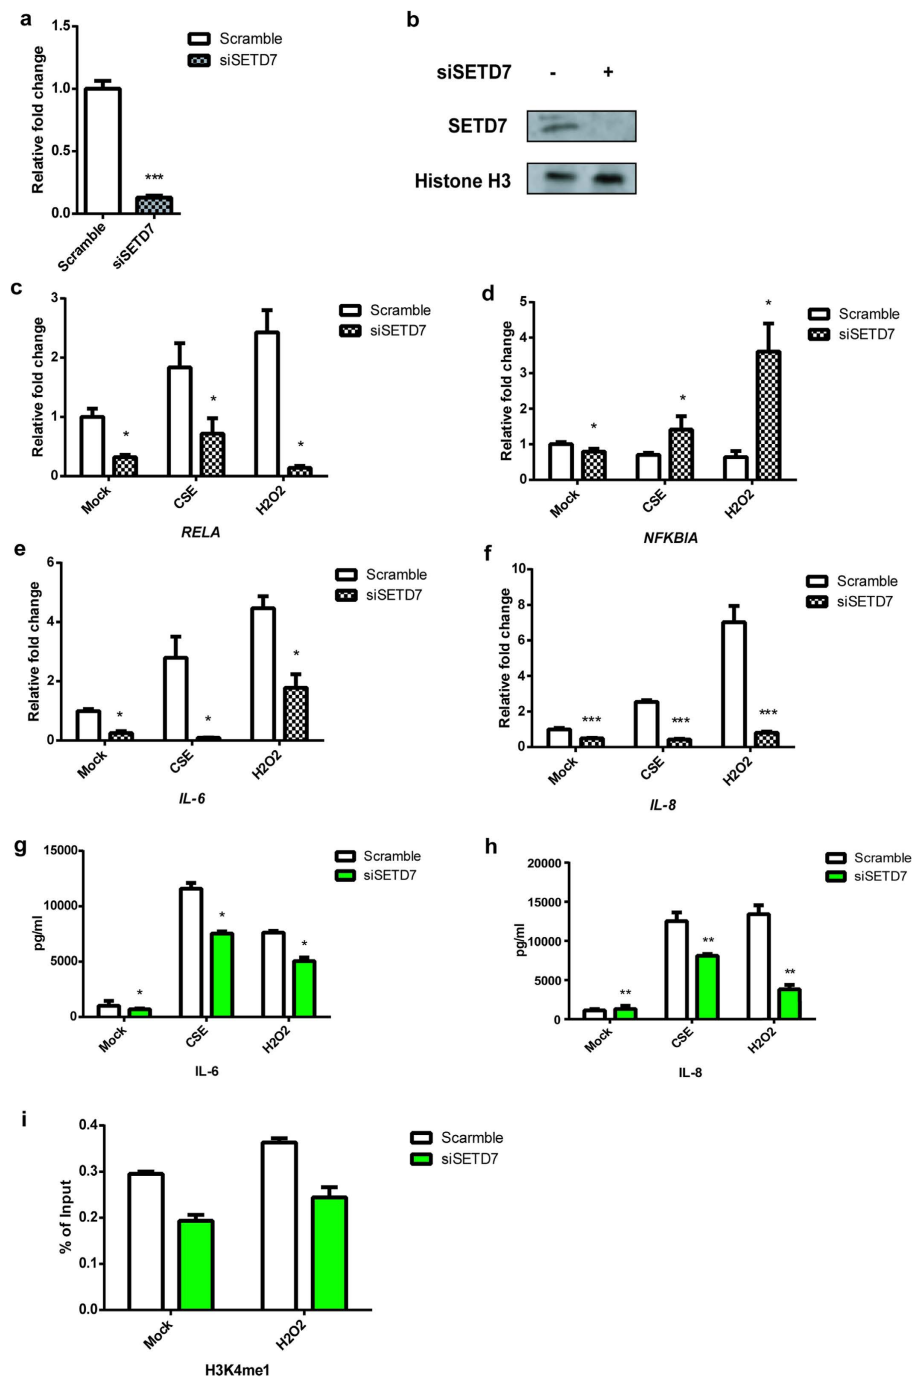 a
1.5
1.0
0.5
0.0
Relative fold change
***
Scramble
siSETD7
Scramble
siSETD7
b
siSETD7 - +
SETD7
Histone H3
c
3
2
1
0
Relative fold change
* * *
Mock CSE H2O2
RELA
Scramble
siSETD7
d
5
4
3
2
1
0
Relative fold change
* * *
Mock CSE H2O2
NFKBIA
Scramble
siSETD7
e
6
4
2
0
Relative fold change
* * *
Mock CSE H2O2
IL-6
Scramble
siSETD7
f
10
8
6
4
2
0
Relative fold change
*** *** ***
Mock CSE H2O2
IL-8
Scramble
siSETD7
g
15000
10000
5000
0
pg/ml
* * *
Mock CSE H2O2
IL-6
Scramble
siSETD7
h
20000
15000
10000
5000
0
pg/ml
** ** **
Mock CSE H2O2
IL-8
Scramble
siSETD7
i
0.4
0.3
0.2
0.1
0.0
% of Input
Mock H2O2
H3K4me1
Scarmble
siSETD7